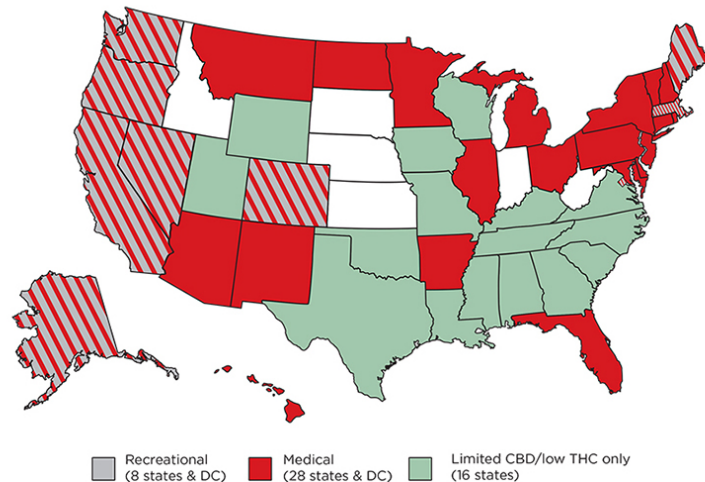 Recreational
(8 states & DC)
Medical
(28 states & DC)
Limited CBD/low THC only
(16 states)